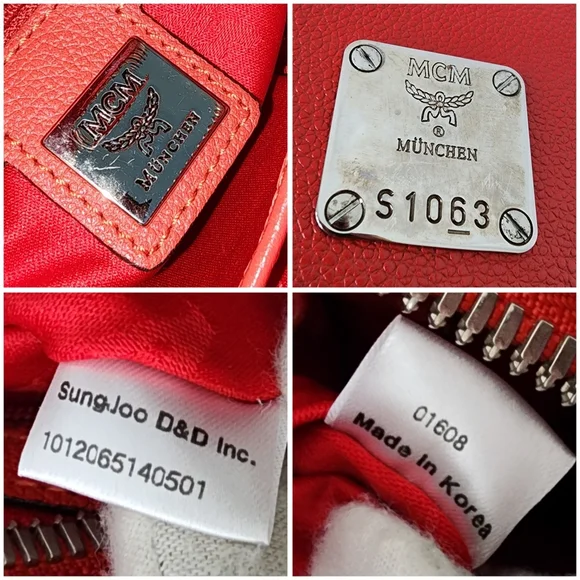 MCM
MÜNCHEN
MCM
®
MÜNCHEN
S1063
SungJoo D&D Inc.
1012065140501
01608
Made in Korea